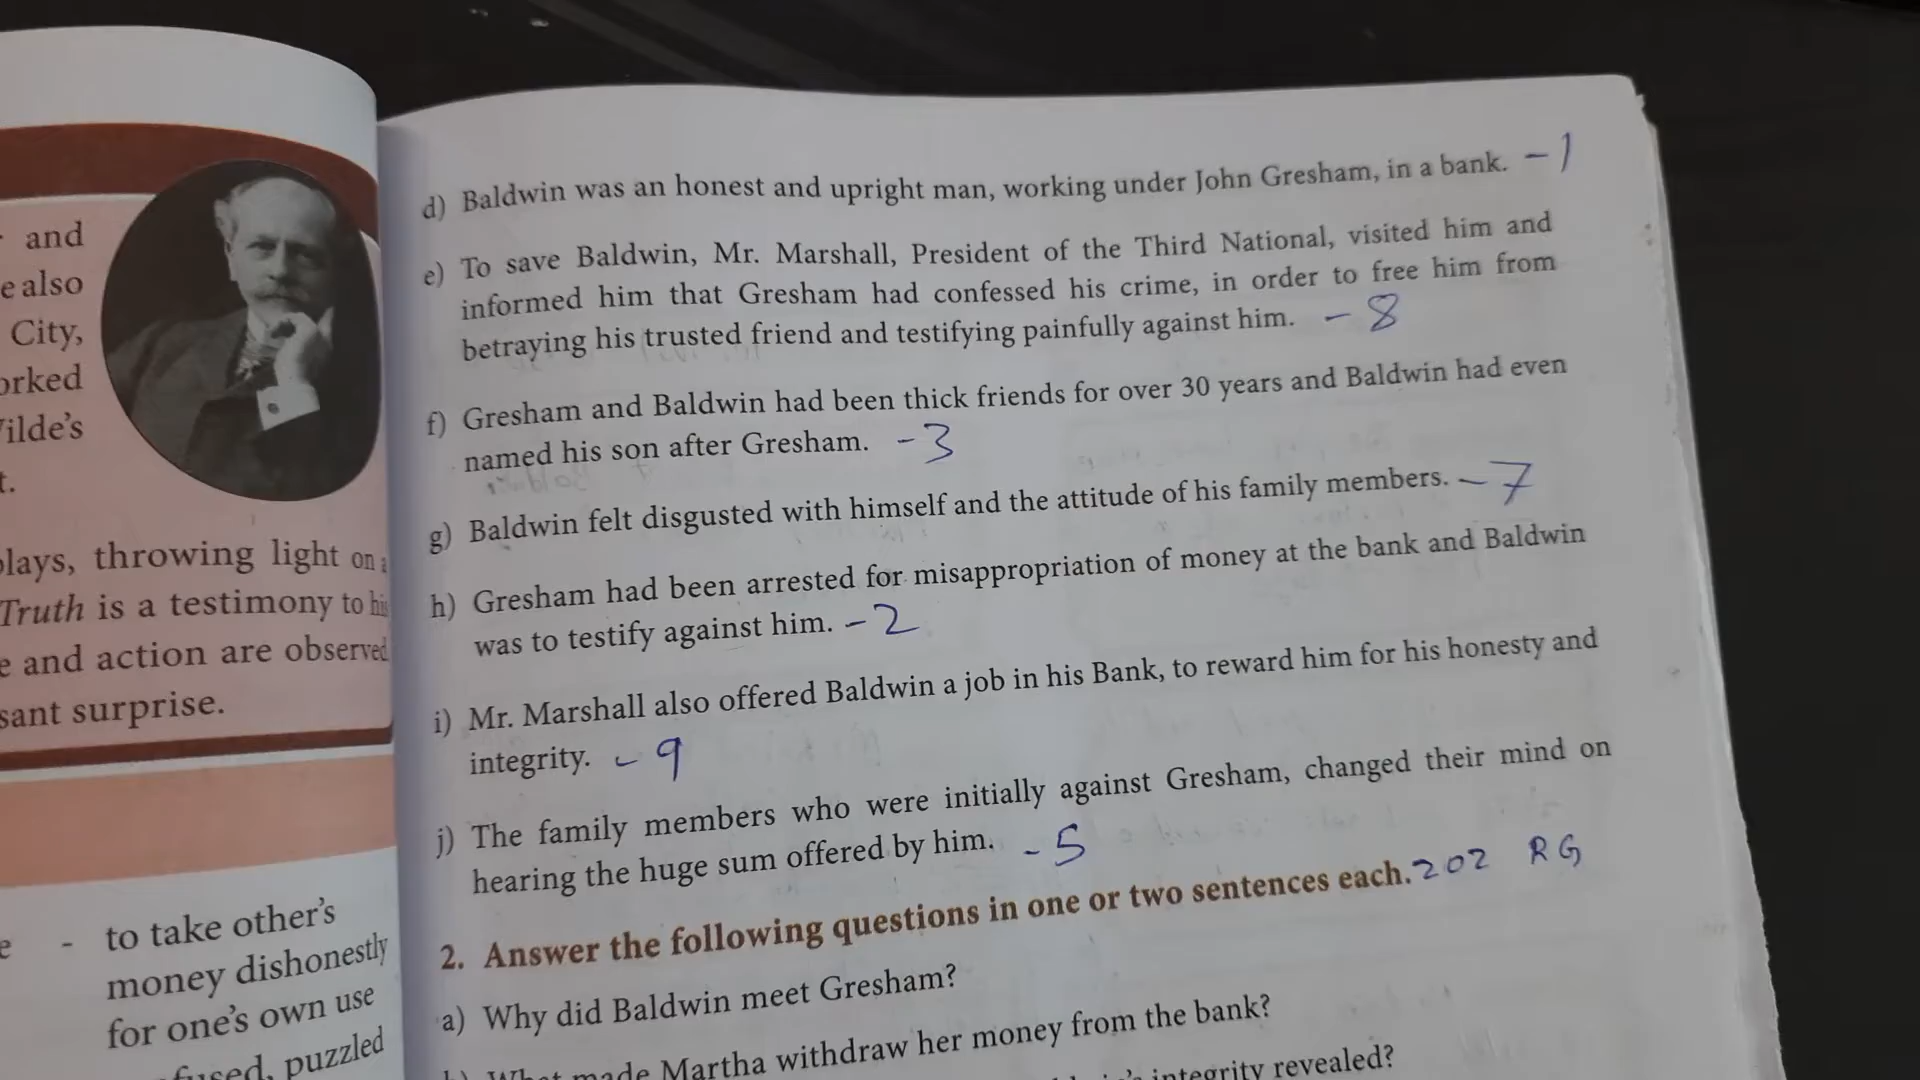 and
e also
City,
orked
ilde's
t.
plays, throwing light on a
Truth is a testimony to his
e and action are observed
sant surprise.
e - to take other's
money dishonestly
for one's own use
fused, puzzled
d) Baldwin was an honest and upright man, working under John Gresham, in a bank. - 1
e) To save Baldwin, Mr. Marshall, President of the Third National, visited him and
informed him that Gresham had confessed his crime, in order to free him from
betraying his trusted friend and testifying painfully against him. - 8
f) Gresham and Baldwin had been thick friends for over 30 years and Baldwin had even
named his son after Gresham. - 3
g) Baldwin felt disgusted with himself and the attitude of his family members. - 7
h) Gresham had been arrested for misappropriation of money at the bank and Baldwin
was to testify against him. - 2
i) Mr. Marshall also offered Baldwin a job in his Bank, to reward him for his honesty and
integrity. - 9
j) The family members who were initially against Gresham, changed their mind on
hearing the huge sum offered by him. - 5
2. Answer the following questions in one or two sentences each. 202 RG
a) Why did Baldwin meet Gresham?
What made Martha withdraw her money from the bank?
integrity revealed?